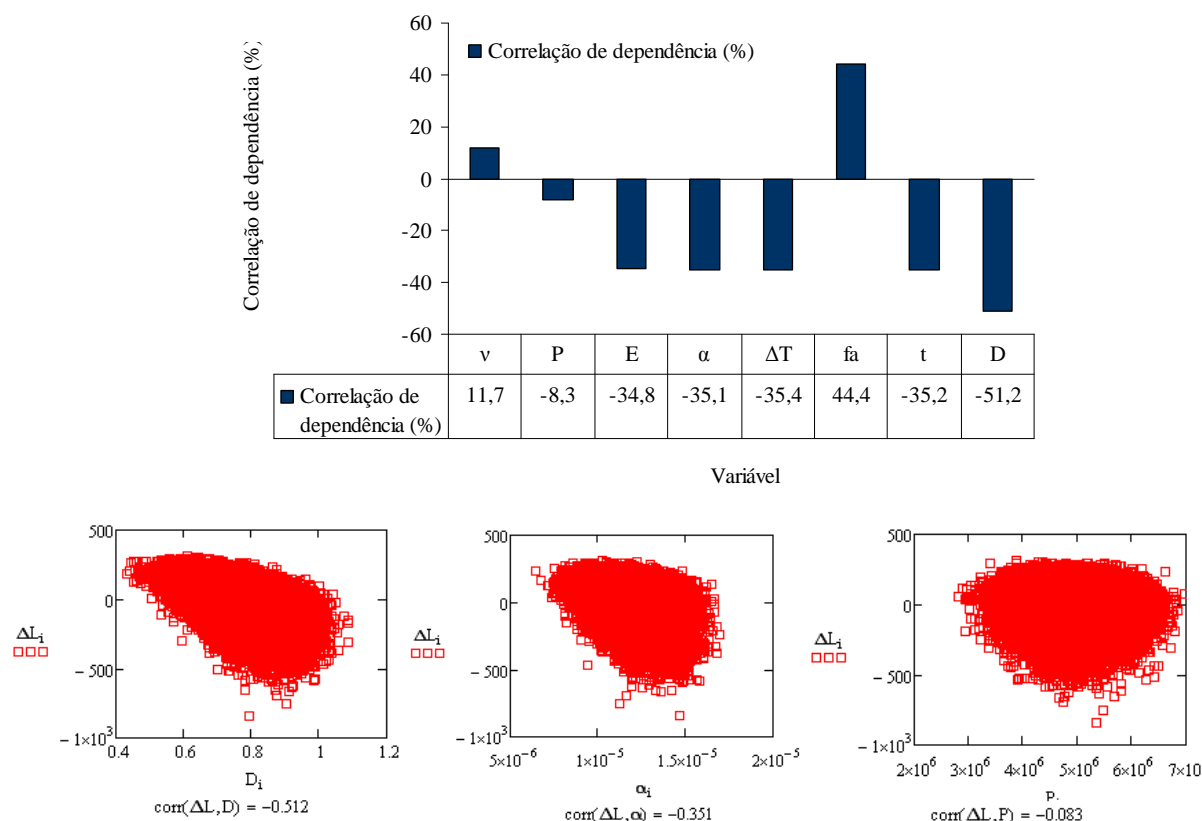 Correlação de dependência (%)
Correlação de dependência (%)
60
40
20
0
-20
-40
-60
ν P E α ΔT fa t D
Correlação de dependência (%) 11,7 -8,3 -34,8 -35,1 -35,4 44,4 -35,2 -51,2
Variável
500
0
− 500
− 1×10³
0.4 0.6 0.8 1 1.2
ΔLᵢ
Dᵢ
corr(ΔL,D) = −0.512
500
0
− 500
− 1×10³
5×10⁻⁶ 1×10⁻⁵ 1.5×10⁻⁵ 2×10⁻⁵
ΔLᵢ
αᵢ
corr(ΔL,α) = −0.351
500
0
− 500
− 1×10³
2×10⁶ 3×10⁶ 4×10⁶ 5×10⁶ 6×10⁶ 7×10
ΔLᵢ
corr(ΔL,P) = −0.083